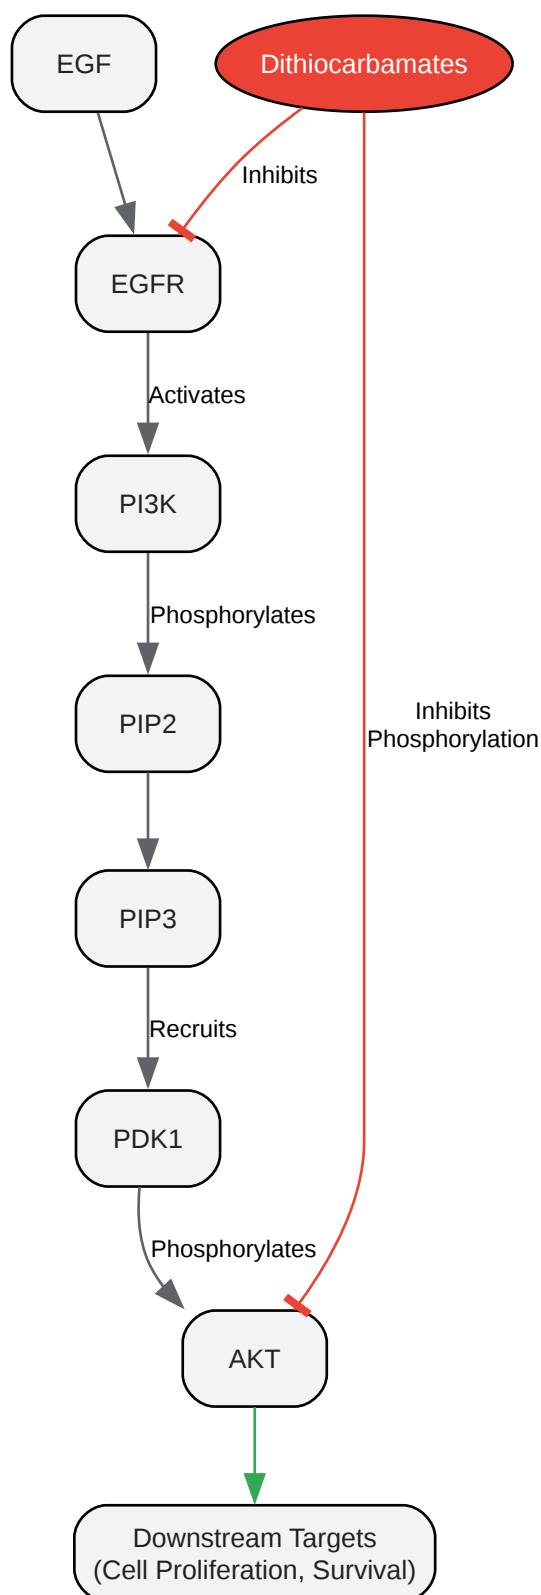 EGF
Dithiocarbamates
Inhibits
EGFR
Activates
PI3K
Phosphorylates
PIP2
Inhibits
Phosphorylation
PIP3
Recruits
PDK1
Phosphorylates
AKT
Downstream Targets
(Cell Proliferation, Survival)